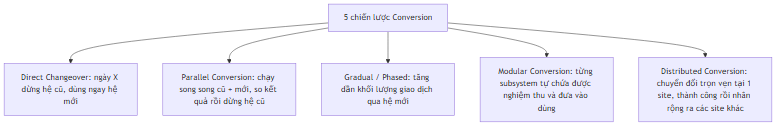 5 chiến lược Conversion
Direct Changeover: ngày X
dừng hệ cũ, dùng ngay hệ
mới
Parallel Conversion: chạy
song song cũ + mới, so kết
quả rồi dừng hệ cũ
Gradual / Phased: tăng
dần khối lượng giao dịch
qua hệ mới
Modular Conversion: từng
subsystem tự chứa được
nghiệm thu và đưa vào
dùng
Distributed Conversion:
chuyển đổi trọn vẹn tại 1
site, thành công rồi nhân
rộng ra các site khác